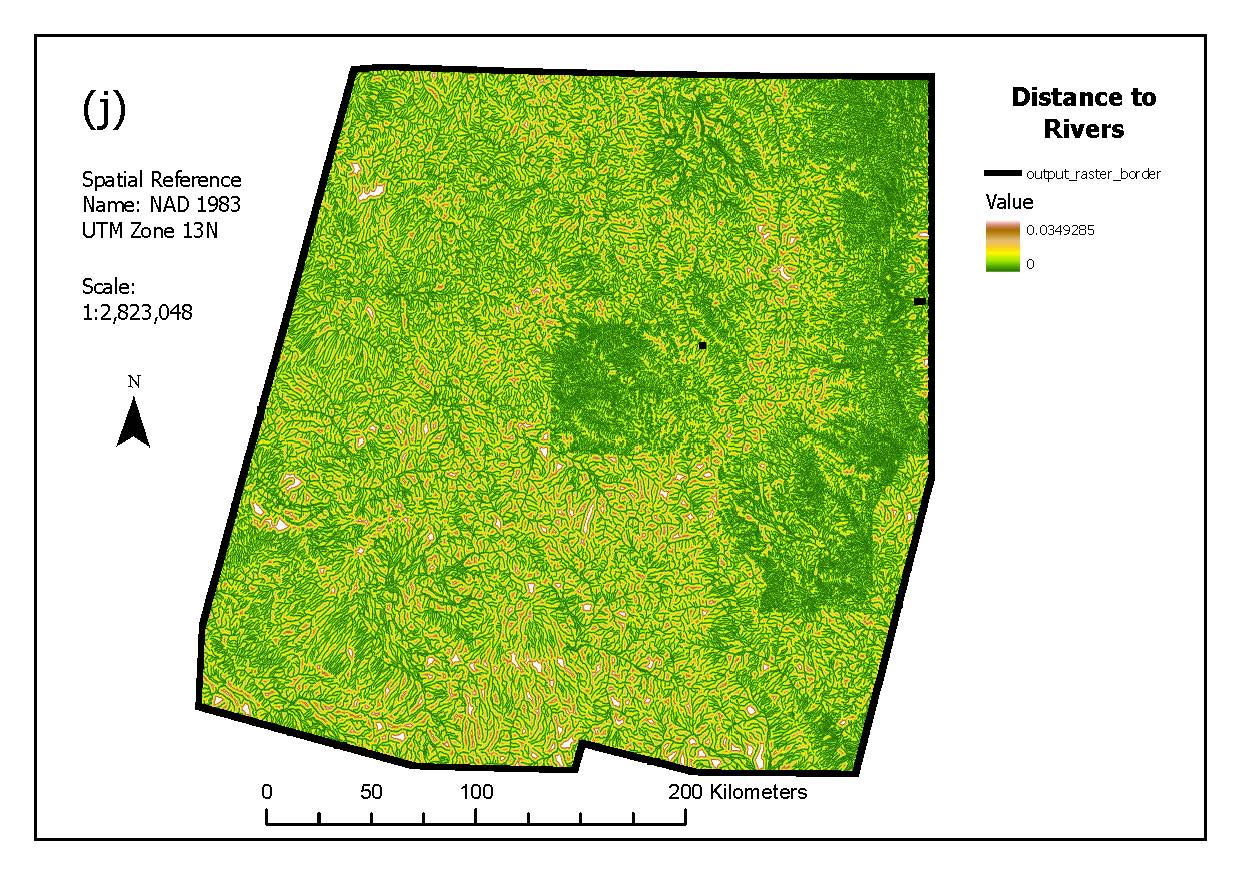 (j)
Spatial Reference
Name: NAD 1983
UTM Zone 13N
Scale:
1:2,823,048
N
Distance to
Rivers
output_raster_border
Value
0.0349285
0
0 50 100 200 Kilometers